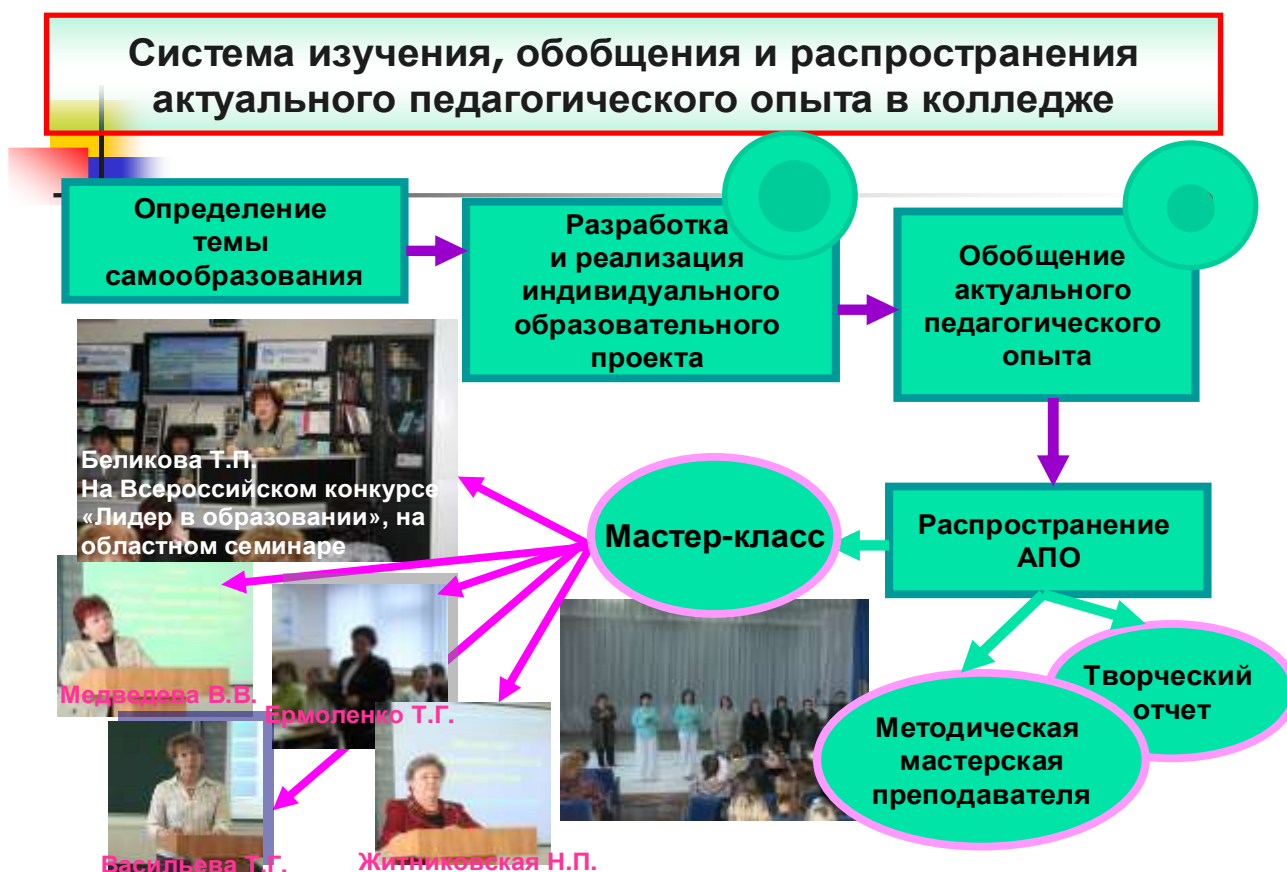 Система изучения, обобщения и распространения
актуального педагогического опыта в колледже
Определение
темы
самообразования
Разработка
и реализация
индивидуального
образовательного
проекта
Обобщение
актуального
педагогического
опыта
Беликова Т.П.
На Всероссийском конкурсе
«Лидер в образовании», на
областном семинаре
Мастер-класс
Распространение
АПО
Медведева В.В.
Ермоленко Т.Г.
Творческий
отчет
Методическая
мастерская
преподавателя
Васильева Т.Г.
Житниковская Н.П.